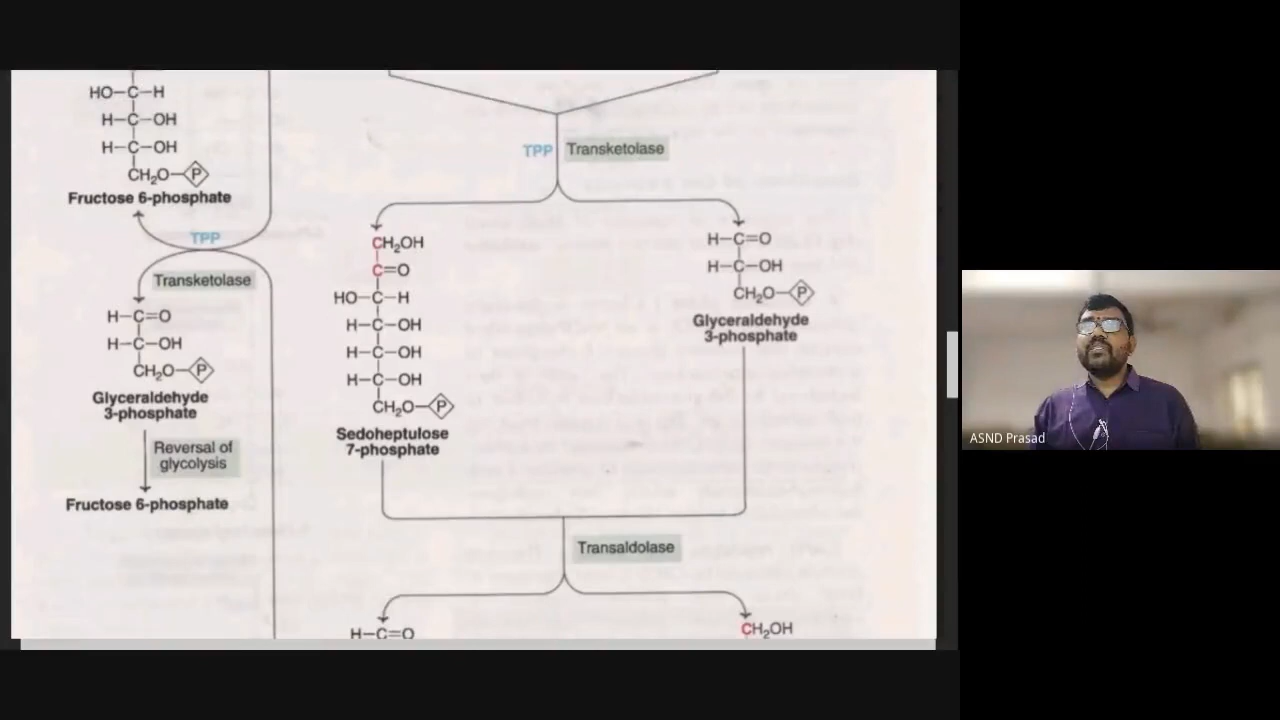 HO-C-H
H-C-OH
H-C-OH
CH₂O-P
Fructose 6-phosphate
TPP
Transketolase
H-C=O
H-C-OH
CH₂O-P
Glyceraldehyde
3-phosphate
Reversal of
glycolysis
Fructose 6-phosphate
TPP
Transketolase
CH₂OH
C=O
HO-C-H
H-C-OH
H-C-OH
H-C-OH
CH₂O-P
Sedoheptulose
7-phosphate
H-C=O
H-C-OH
CH₂O-P
Glyceraldehyde
3-phosphate
Transaldolase
H-C=O
CH₂OH
ASND Prasad